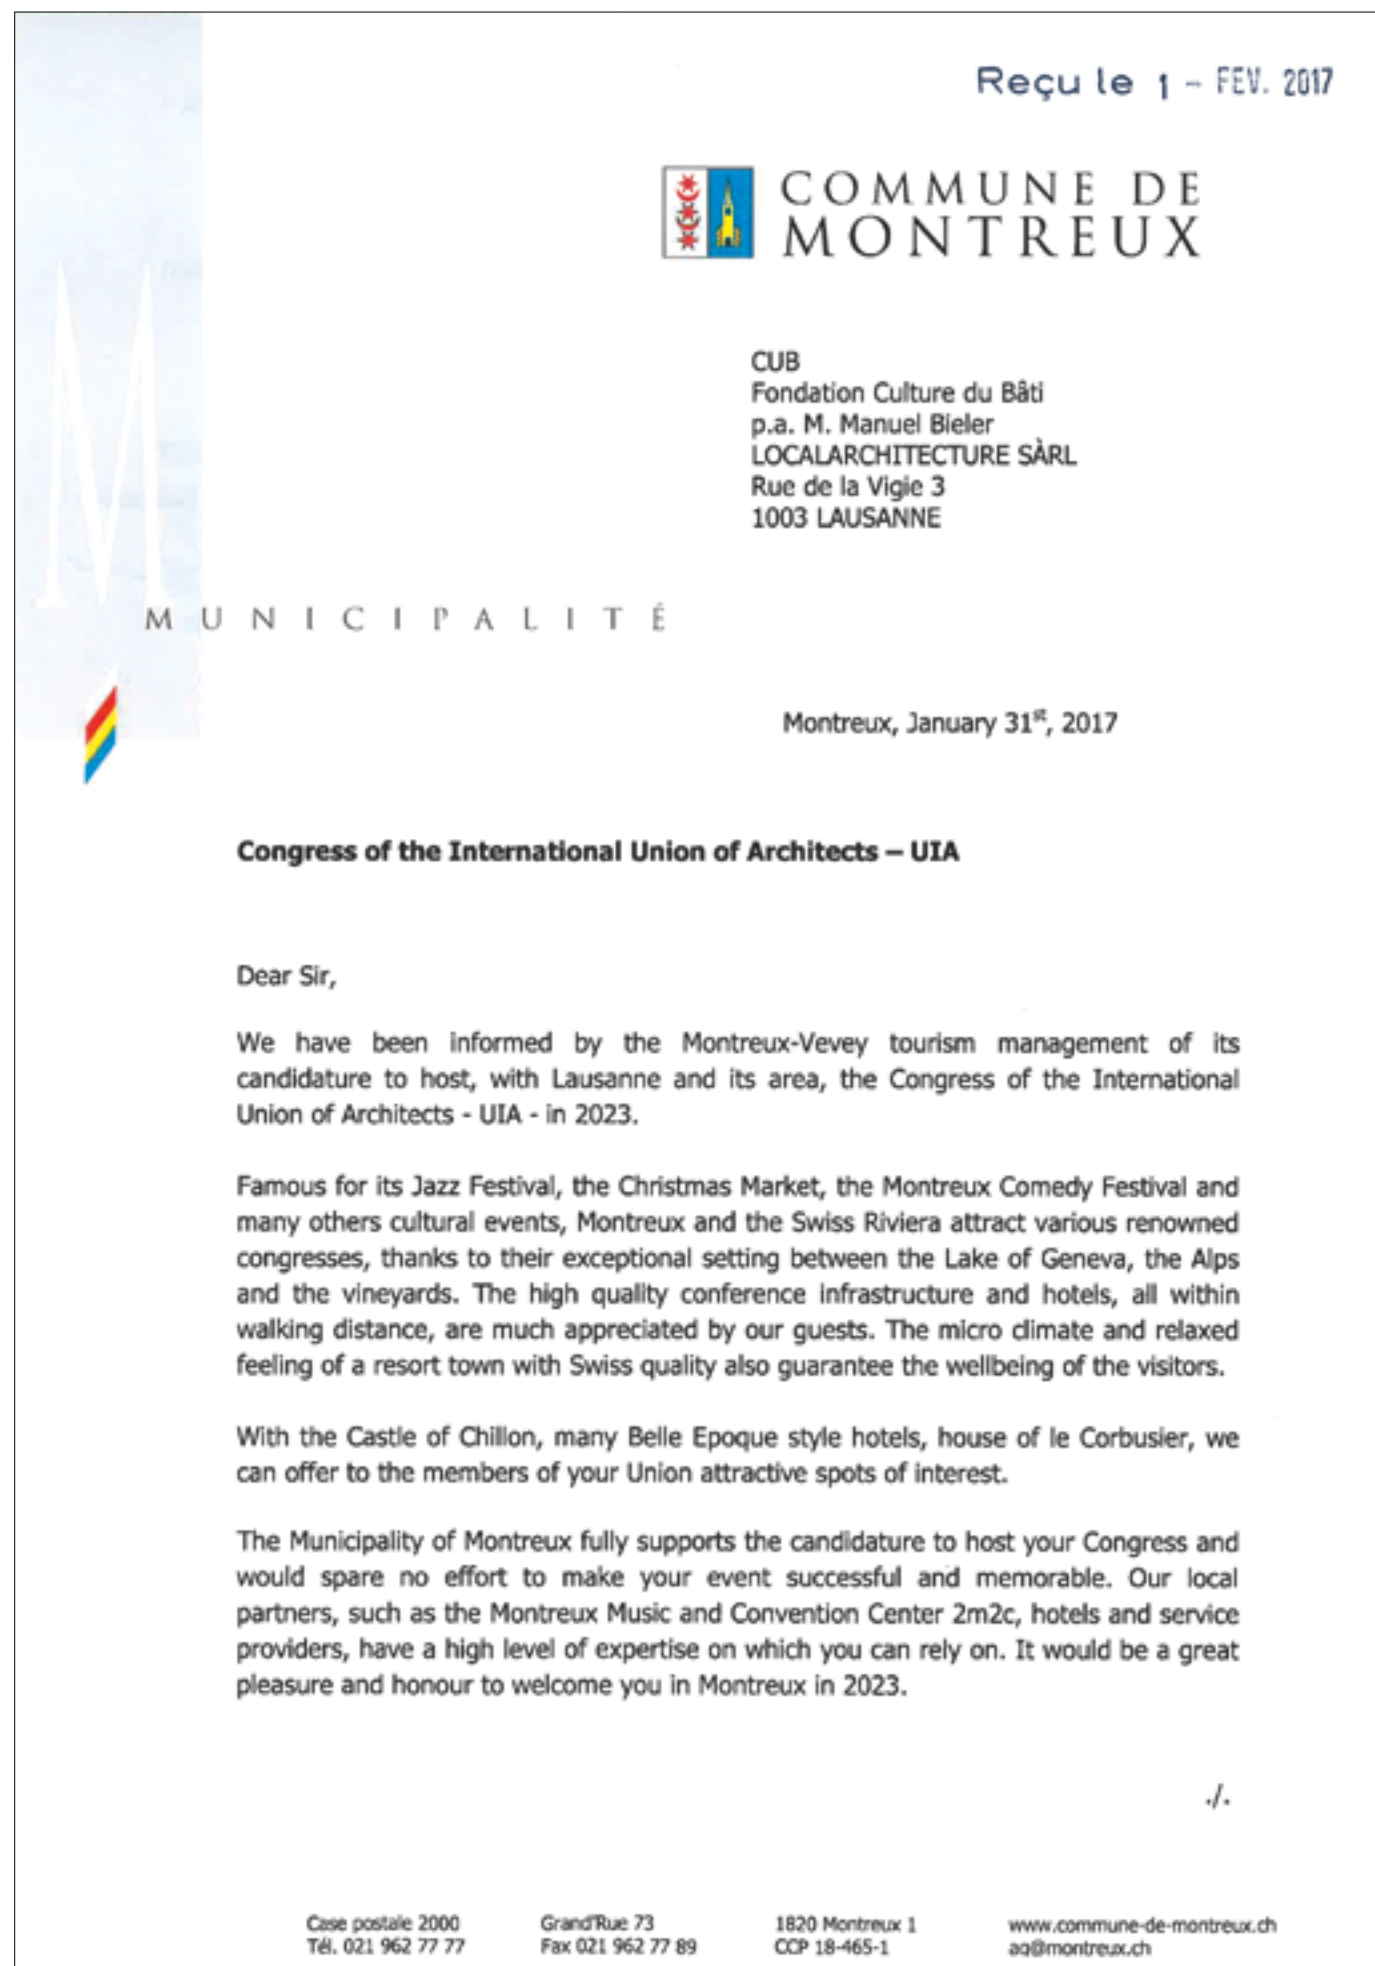 Reçu le 1 - FEV. 2017
COMMUNE DE
MONTREUX
CUB
Fondation Culture du Bâti
p.a. M. Manuel Bieler
LOCALARCHITECTURE SÀRL
Rue de la Vigie 3
1003 LAUSANNE
M
MUNICIPALITÉ
Montreux, January 31st, 2017
Congress of the International Union of Architects – UIA
Dear Sir,
We have been informed by the Montreux-Vevey tourism management of its
candidature to host, with Lausanne and its area, the Congress of the International
Union of Architects - UIA - in 2023.
Famous for its Jazz Festival, the Christmas Market, the Montreux Comedy Festival and
many others cultural events, Montreux and the Swiss Riviera attract various renowned
congresses, thanks to their exceptional setting between the Lake of Geneva, the Alps
and the vineyards. The high quality conference infrastructure and hotels, all within
walking distance, are much appreciated by our guests. The micro climate and relaxed
feeling of a resort town with Swiss quality also guarantee the wellbeing of the visitors.
With the Castle of Chillon, many Belle Epoque style hotels, house of le Corbusier, we
can offer to the members of your Union attractive spots of interest.
The Municipality of Montreux fully supports the candidature to host your Congress and
would spare no effort to make your event successful and memorable. Our local
partners, such as the Montreux Music and Convention Center 2m2c, hotels and service
providers, have a high level of expertise on which you can rely on. It would be a great
pleasure and honour to welcome you in Montreux in 2023.
./.
Case postale 2000 Grand'Rue 73 1820 Montreux 1 www.commune-de-montreux.ch
Tél. 021 962 77 77 Fax 021 962 77 89 CCP 18-465-1 ag@montreux.ch